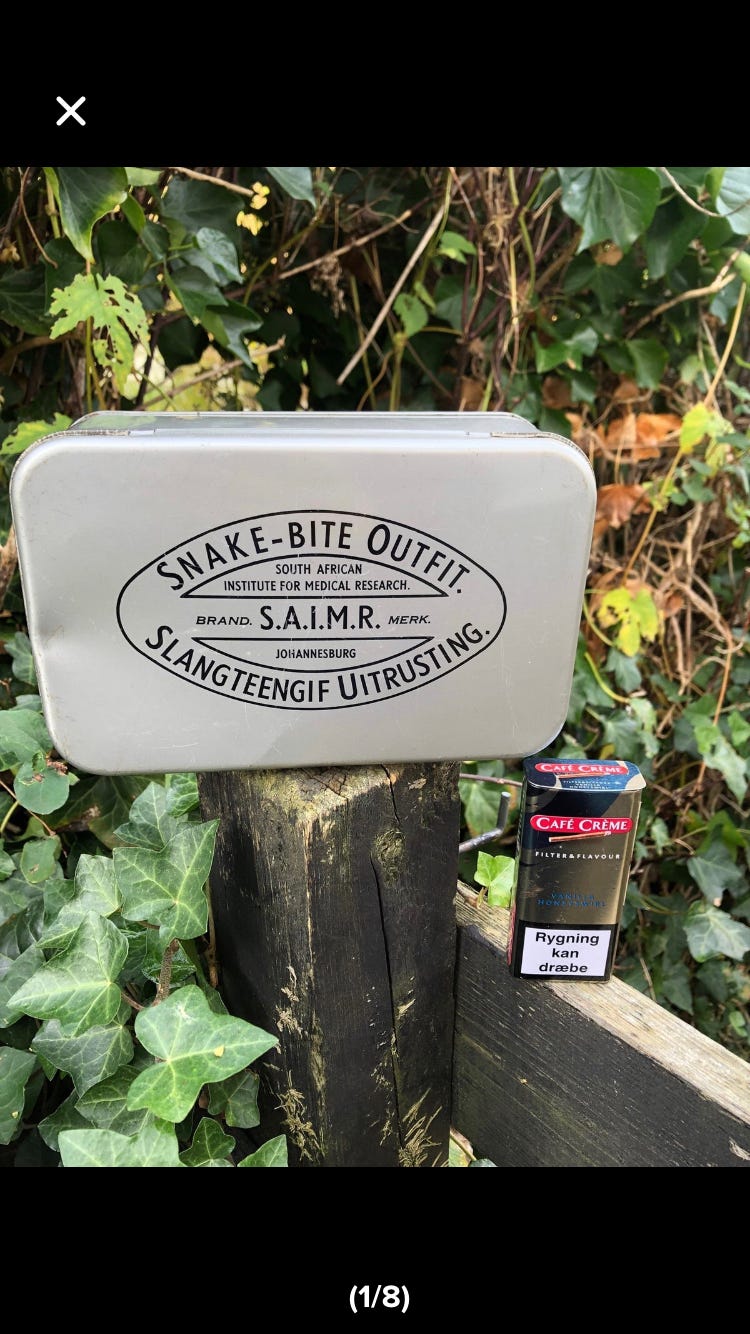 SNAKE-BITE OUTFIT.
SOUTH AFRICAN
INSTITUTE FOR MEDICAL RESEARCH.
BRAND. S.A.I.M.R. MERK.
JOHANNESBURG
SLANGTEENGIF UITRUSTING.
CAFÉ CRÈME
CAFÉ CRÈME
FILTER & FLAVOUR
VANILLA
Rygning
kan
dræbe
(1/8)